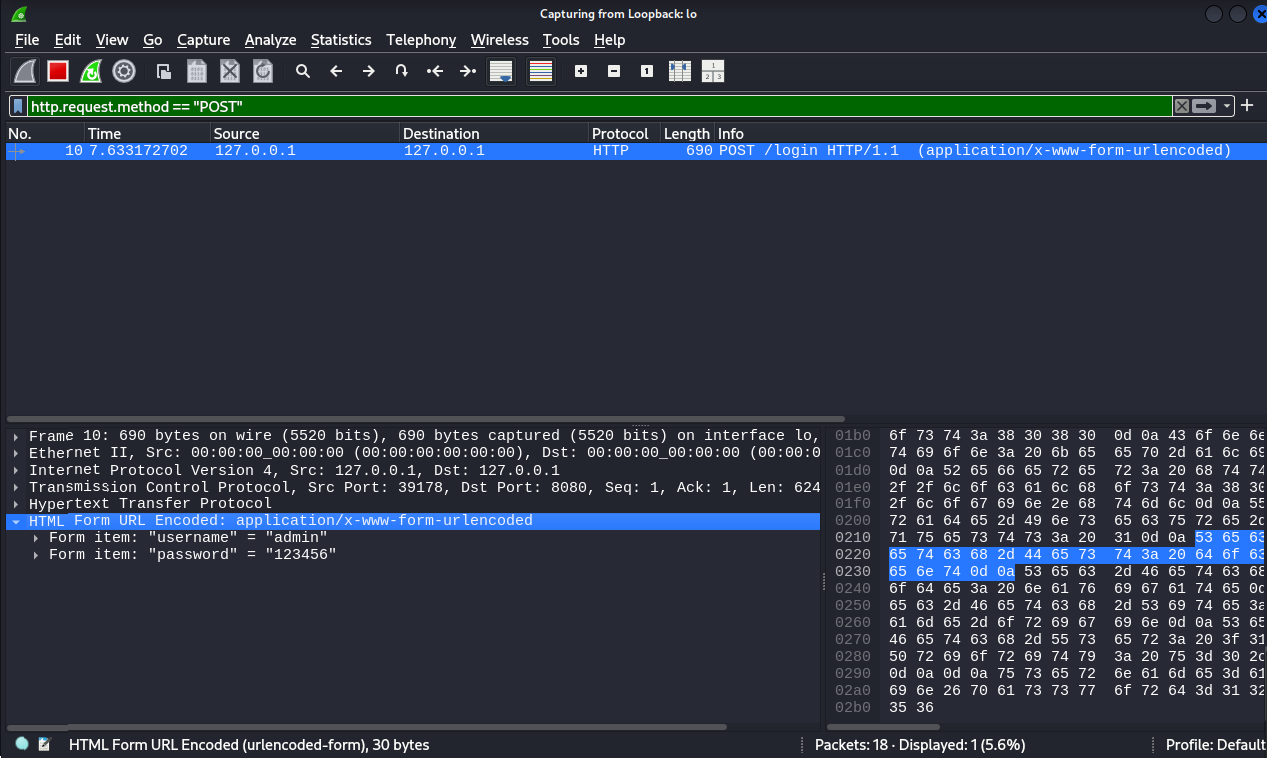 Capturing from Loopback: lo
File Edit View Go Capture Analyze Statistics Telephony Wireless Tools Help
http.request.method == "POST"
No. Time Source Destination Protocol Length Info
10 7.633172702 127.0.0.1 127.0.0.1 HTTP 690 POST /login HTTP/1.1 (application/x-www-form-urlencoded)
Frame 10: 690 bytes on wire (5520 bits), 690 bytes captured (5520 bits) on interface lo,
Ethernet II, Src: 00:00:00_00:00:00 (00:00:00:00:00:00), Dst: 00:00:00_00:00:00 (00:00:0
Internet Protocol Version 4, Src: 127.0.0.1, Dst: 127.0.0.1
Transmission Control Protocol, Src Port: 39178, Dst Port: 8080, Seq: 1, Ack: 1, Len: 624
Hypertext Transfer Protocol
HTML Form URL Encoded: application/x-www-form-urlencoded
Form item: "username" = "admin"
Form item: "password" = "123456"
01b0 6f 73 74 3a 38 30 38 30 0d 0a 43 6f 6e 6e
01c0 74 69 6f 6e 3a 20 6b 65 65 70 2d 61 6c 69
01d0 0d 0a 52 65 66 65 72 65 72 3a 20 68 74 74
01e0 2f 2f 6c 6f 63 61 6c 68 6f 73 74 3a 38 30
01f0 2f 6c 6f 67 69 6e 2e 68 74 6d 6c 0d 0a 55
0200 72 61 64 65 2d 49 6e 73 65 63 75 72 65 2d
0210 71 75 65 73 74 73 3a 20 31 0d 0a 53 65 63
0220 65 74 63 68 2d 44 65 73 74 3a 20 64 6f 63
0230 65 6e 74 0d 0a 53 65 63 2d 46 65 74 63 68
0240 6f 64 65 3a 20 6e 61 76 69 67 61 74 65 0d
0250 65 63 2d 46 65 74 63 68 2d 53 69 74 65 3a
0260 61 6d 65 2d 6f 72 69 67 69 6e 0d 0a 53 65
0270 46 65 74 63 68 2d 55 73 65 72 3a 20 3f 31
0280 50 72 69 6f 72 69 74 79 3a 20 75 3d 30 2c
0290 0d 0a 0d 0a 75 73 65 72 6e 61 6d 65 3d 61
02a0 69 6e 26 70 61 73 73 77 6f 72 64 3d 31 32
02b0 35 36
HTML Form URL Encoded (urlencoded-form), 30 bytes
Packets: 18 · Displayed: 1 (5.6%)
Profile: Default